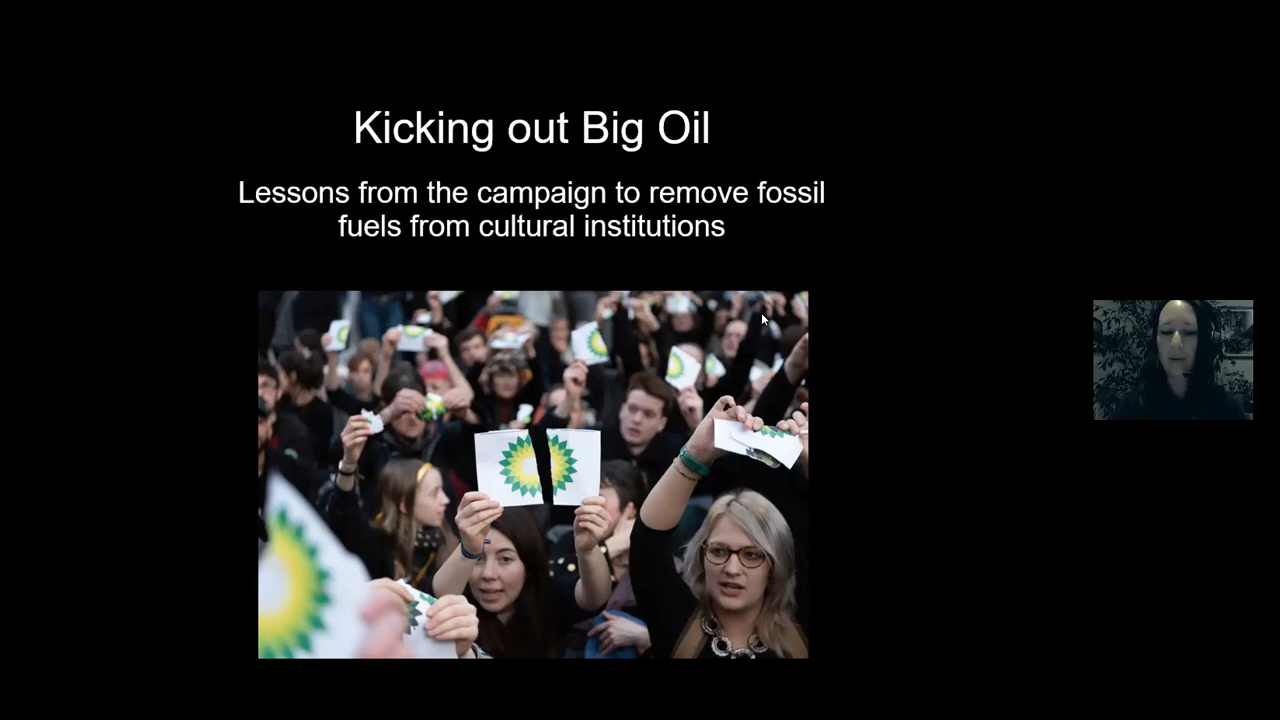 Kicking out Big Oil
Lessons from the campaign to remove fossil
fuels from cultural institutions